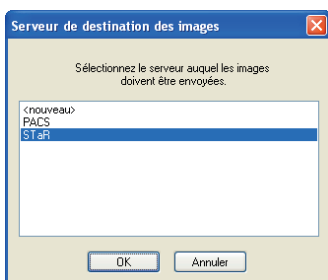 Serveur de destination des images
Sélectionnez le serveur auquel les images
doivent être envoyées.
<nouveau>
PACS
STaR
OK
Annuler